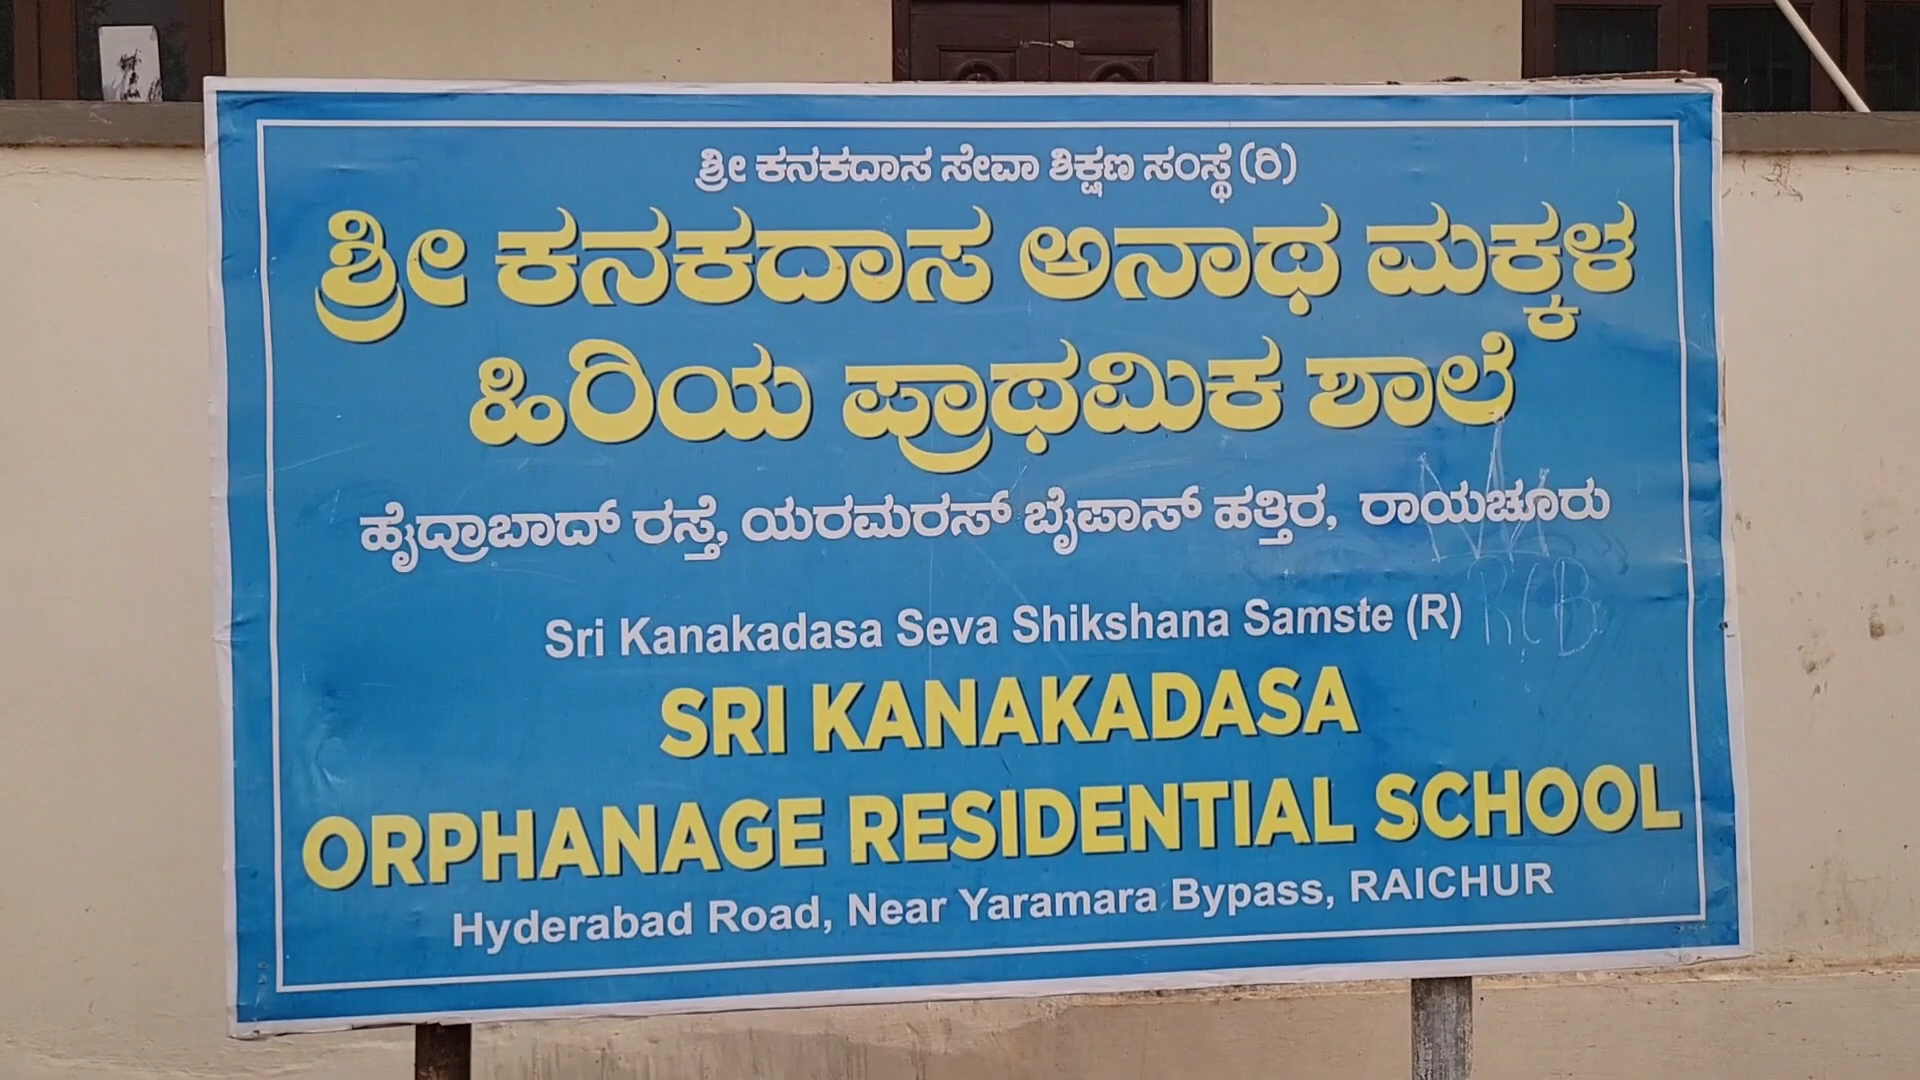 ಶ್ರೀ ಕನಕದಾಸ ಸೇವಾ ಶಿಕ್ಷಣ ಸಂಸ್ಥೆ (ರಿ)
ಶ್ರೀ ಕನಕದಾಸ ಅನಾಥ ಮಕ್ಕಳ
ಹಿರಿಯ ಪ್ರಾಥಮಿಕ ಶಾಲೆ
ಹೈದ್ರಾಬಾದ್ ರಸ್ತೆ, ಯರಮರಸ್ ಬೈಪಾಸ್ ಹತ್ತಿರ, ರಾಯಚೂರು
RCB
Sri Kanakadasa Seva Shikshana Samste (R)
SRI KANAKADASA
ORPHANAGE RESIDENTIAL SCHOOL
Hyderabad Road, Near Yaramara Bypass, RAICHUR